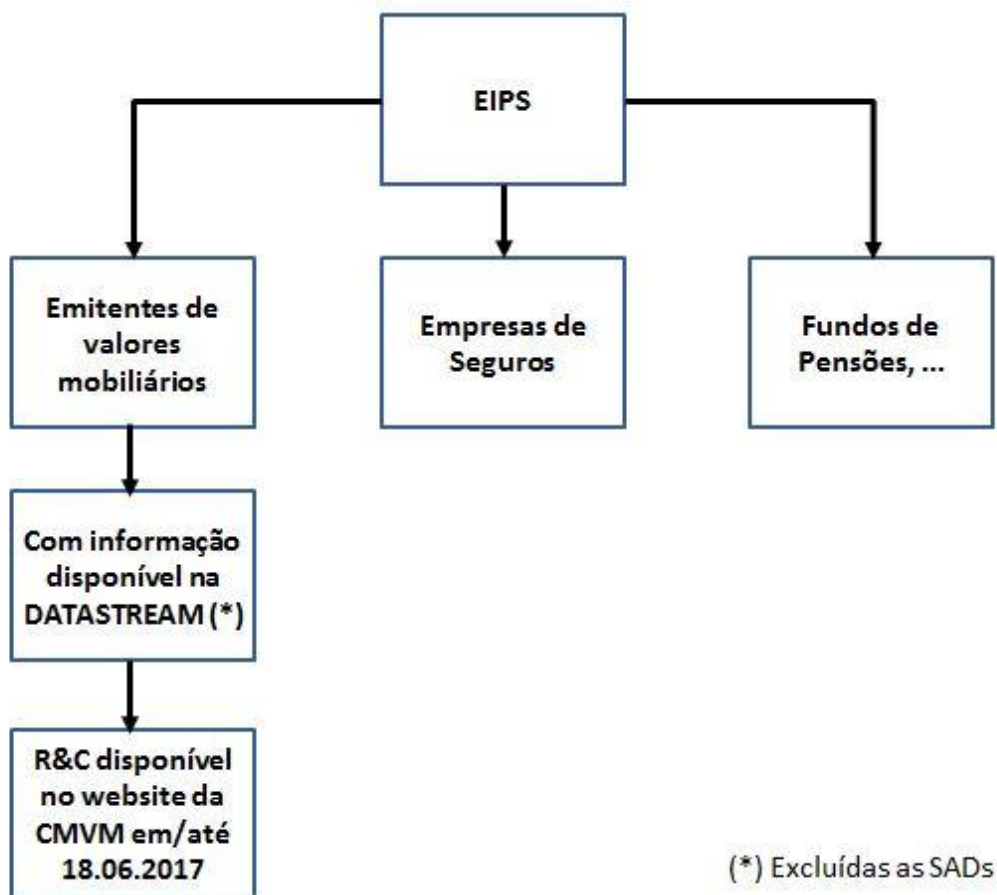 EIPS
Emitentes de
valores
mobiliários
Empresas de
Seguros
Fundos de
Pensões, ...
Com informação
disponível na
DATASTREAM (*)
R&C disponível
no website da
CMVM em/até
18.06.2017
(*) Excluídas as SADs